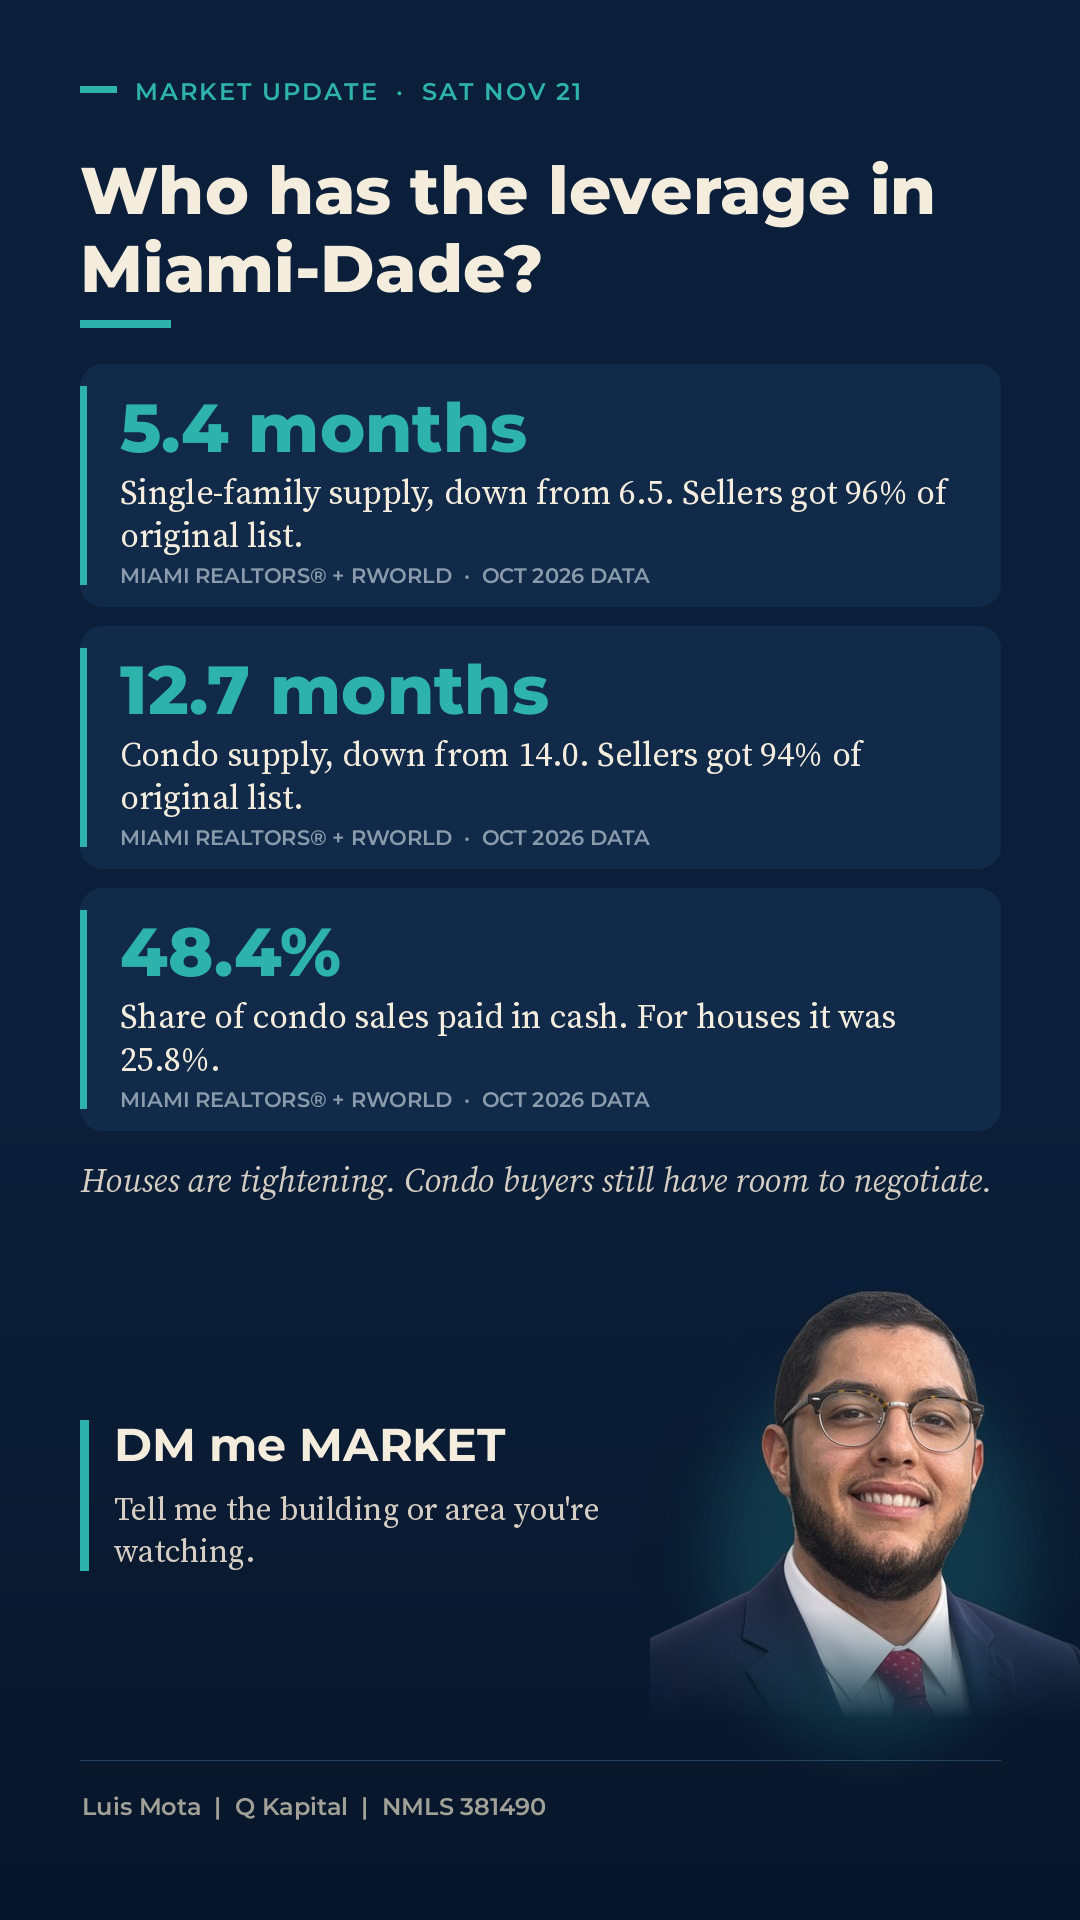 MARKET UPDATE · SAT NOV 21
Who has the leverage in
Miami-Dade?
5.4 months
Single-family supply, down from 6.5. Sellers got 96% of
original list.
MIAMI REALTORS® + RWORLD · OCT 2026 DATA
12.7 months
Condo supply, down from 14.0. Sellers got 94% of
original list.
MIAMI REALTORS® + RWORLD · OCT 2026 DATA
48.4%
Share of condo sales paid in cash. For houses it was
25.8%.
MIAMI REALTORS® + RWORLD · OCT 2026 DATA
Houses are tightening. Condo buyers still have room to negotiate.
DM me MARKET
Tell me the building or area you're
watching.
Luis Mota | Q Kapital | NMLS 381490